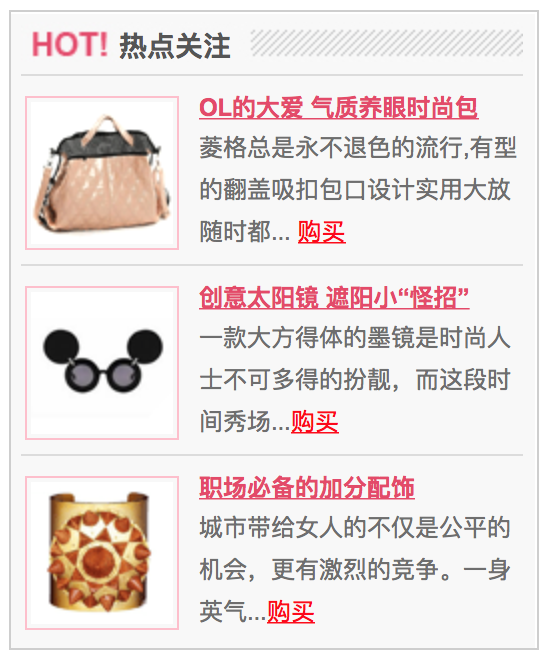 HOT! 热点关注
OL的大爱 气质养眼时尚包
菱格总是永不退色的流行,有型
的翻盖吸扣包口设计实用大放
随时都... 购买
创意太阳镜 遮阳小“怪招”
一款大方得体的墨镜是时尚人
士不可多得的扮靓，而这段时
间秀场...购买
职场必备的加分配饰
城市带给女人的不仅是公平的
机会，更有激烈的竞争。一身
英气...购买